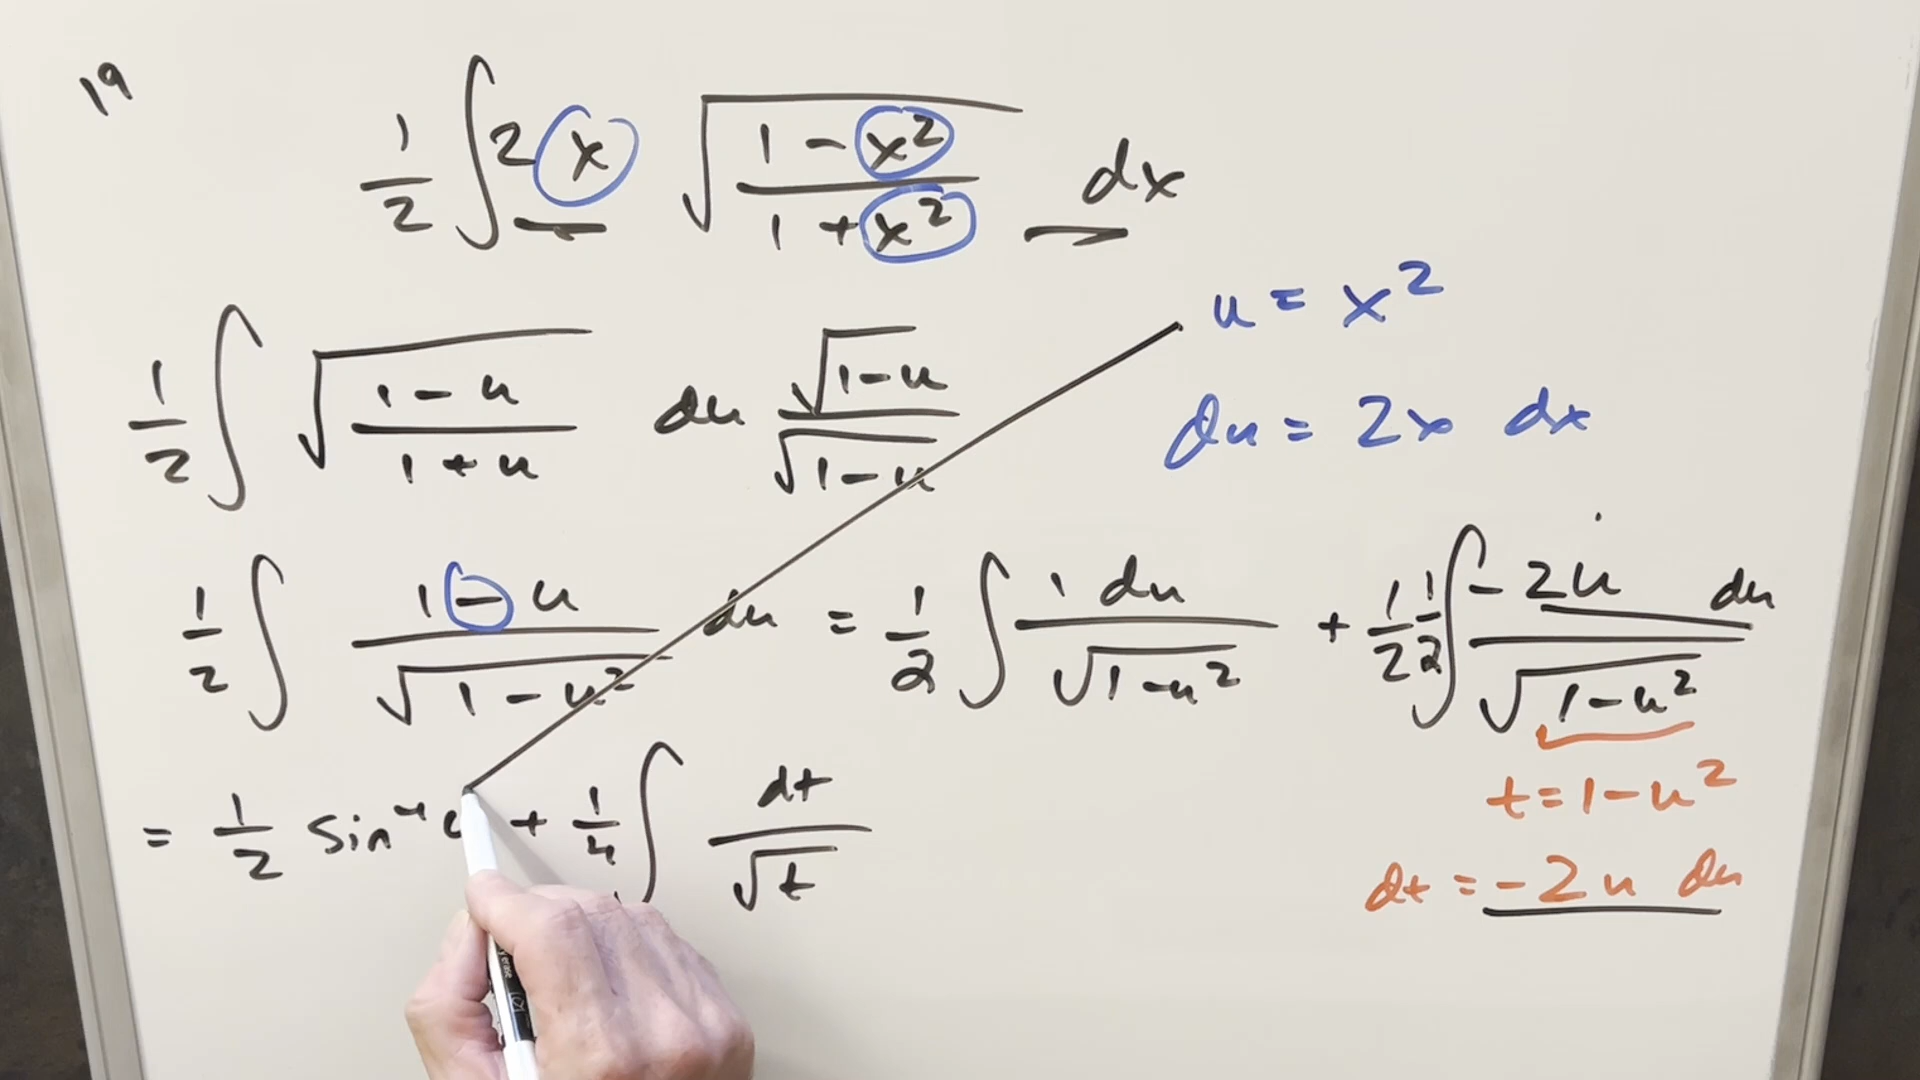 19
1/2 ∫ 2x √((1 - x²)/(1 + x²)) dx
u = x²
1/2 ∫ √((1 - u)/(1 + u)) du √(1-u)/√(1-u)
du = 2x dx
1/2 ∫ (1 - u)/√(1 - u²) du = 1/2 ∫ 1 du/√(1-u²) + 1/2 1/2 ∫ -2u du/√(1-u²)
t = 1 - u²
= 1/2 sin⁻¹ + 1/4 ∫ dt/√t
dt = -2u du